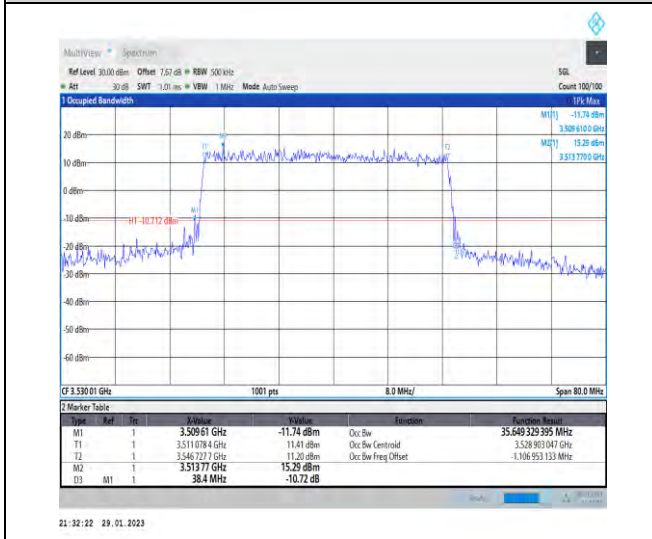 MultiView Spectrum
Ref Level 30.00 dBm Offset 7.67 dB RBW 500 kHz SGL
Att 30 dB SWT 1.01 ms VBW 1 MHz Mode Auto Sweep Count 100/100
1 Occupied Bandwidth 1Pk Max
M1[1] -11.74 dBm
3.509 610 0 GHz
M2[1] 15.29 dBm
3.513 770 0 GHz
20 dBm
10 dBm
0 dBm
-10 dBm
H1 -10.712 dBm
-20 dBm
-30 dBm
-40 dBm
-50 dBm
-60 dBm
M1
T1
M2
T2
CF 3.530 01 GHz 1001 pts 8.0 MHz/ Span 80.0 MHz
2 Marker Table
Type Ref Trc X-Value Y-Value Function Function Result
M1 1 3.509 61 GHz -11.74 dBm Occ Bw 35.649 329 395 MHz
T1 1 3.511 078 4 GHz 11.41 dBm Occ Bw Centroid 3.528 903 047 GHz
T2 1 3.546 727 7 GHz 11.20 dBm Occ Bw Freq Offset -1.106 953 133 MHz
M2 1 3.513 77 GHz 15.29 dBm
D3 M1 1 38.4 MHz -10.72 dB
21:32:22 29.01.2023